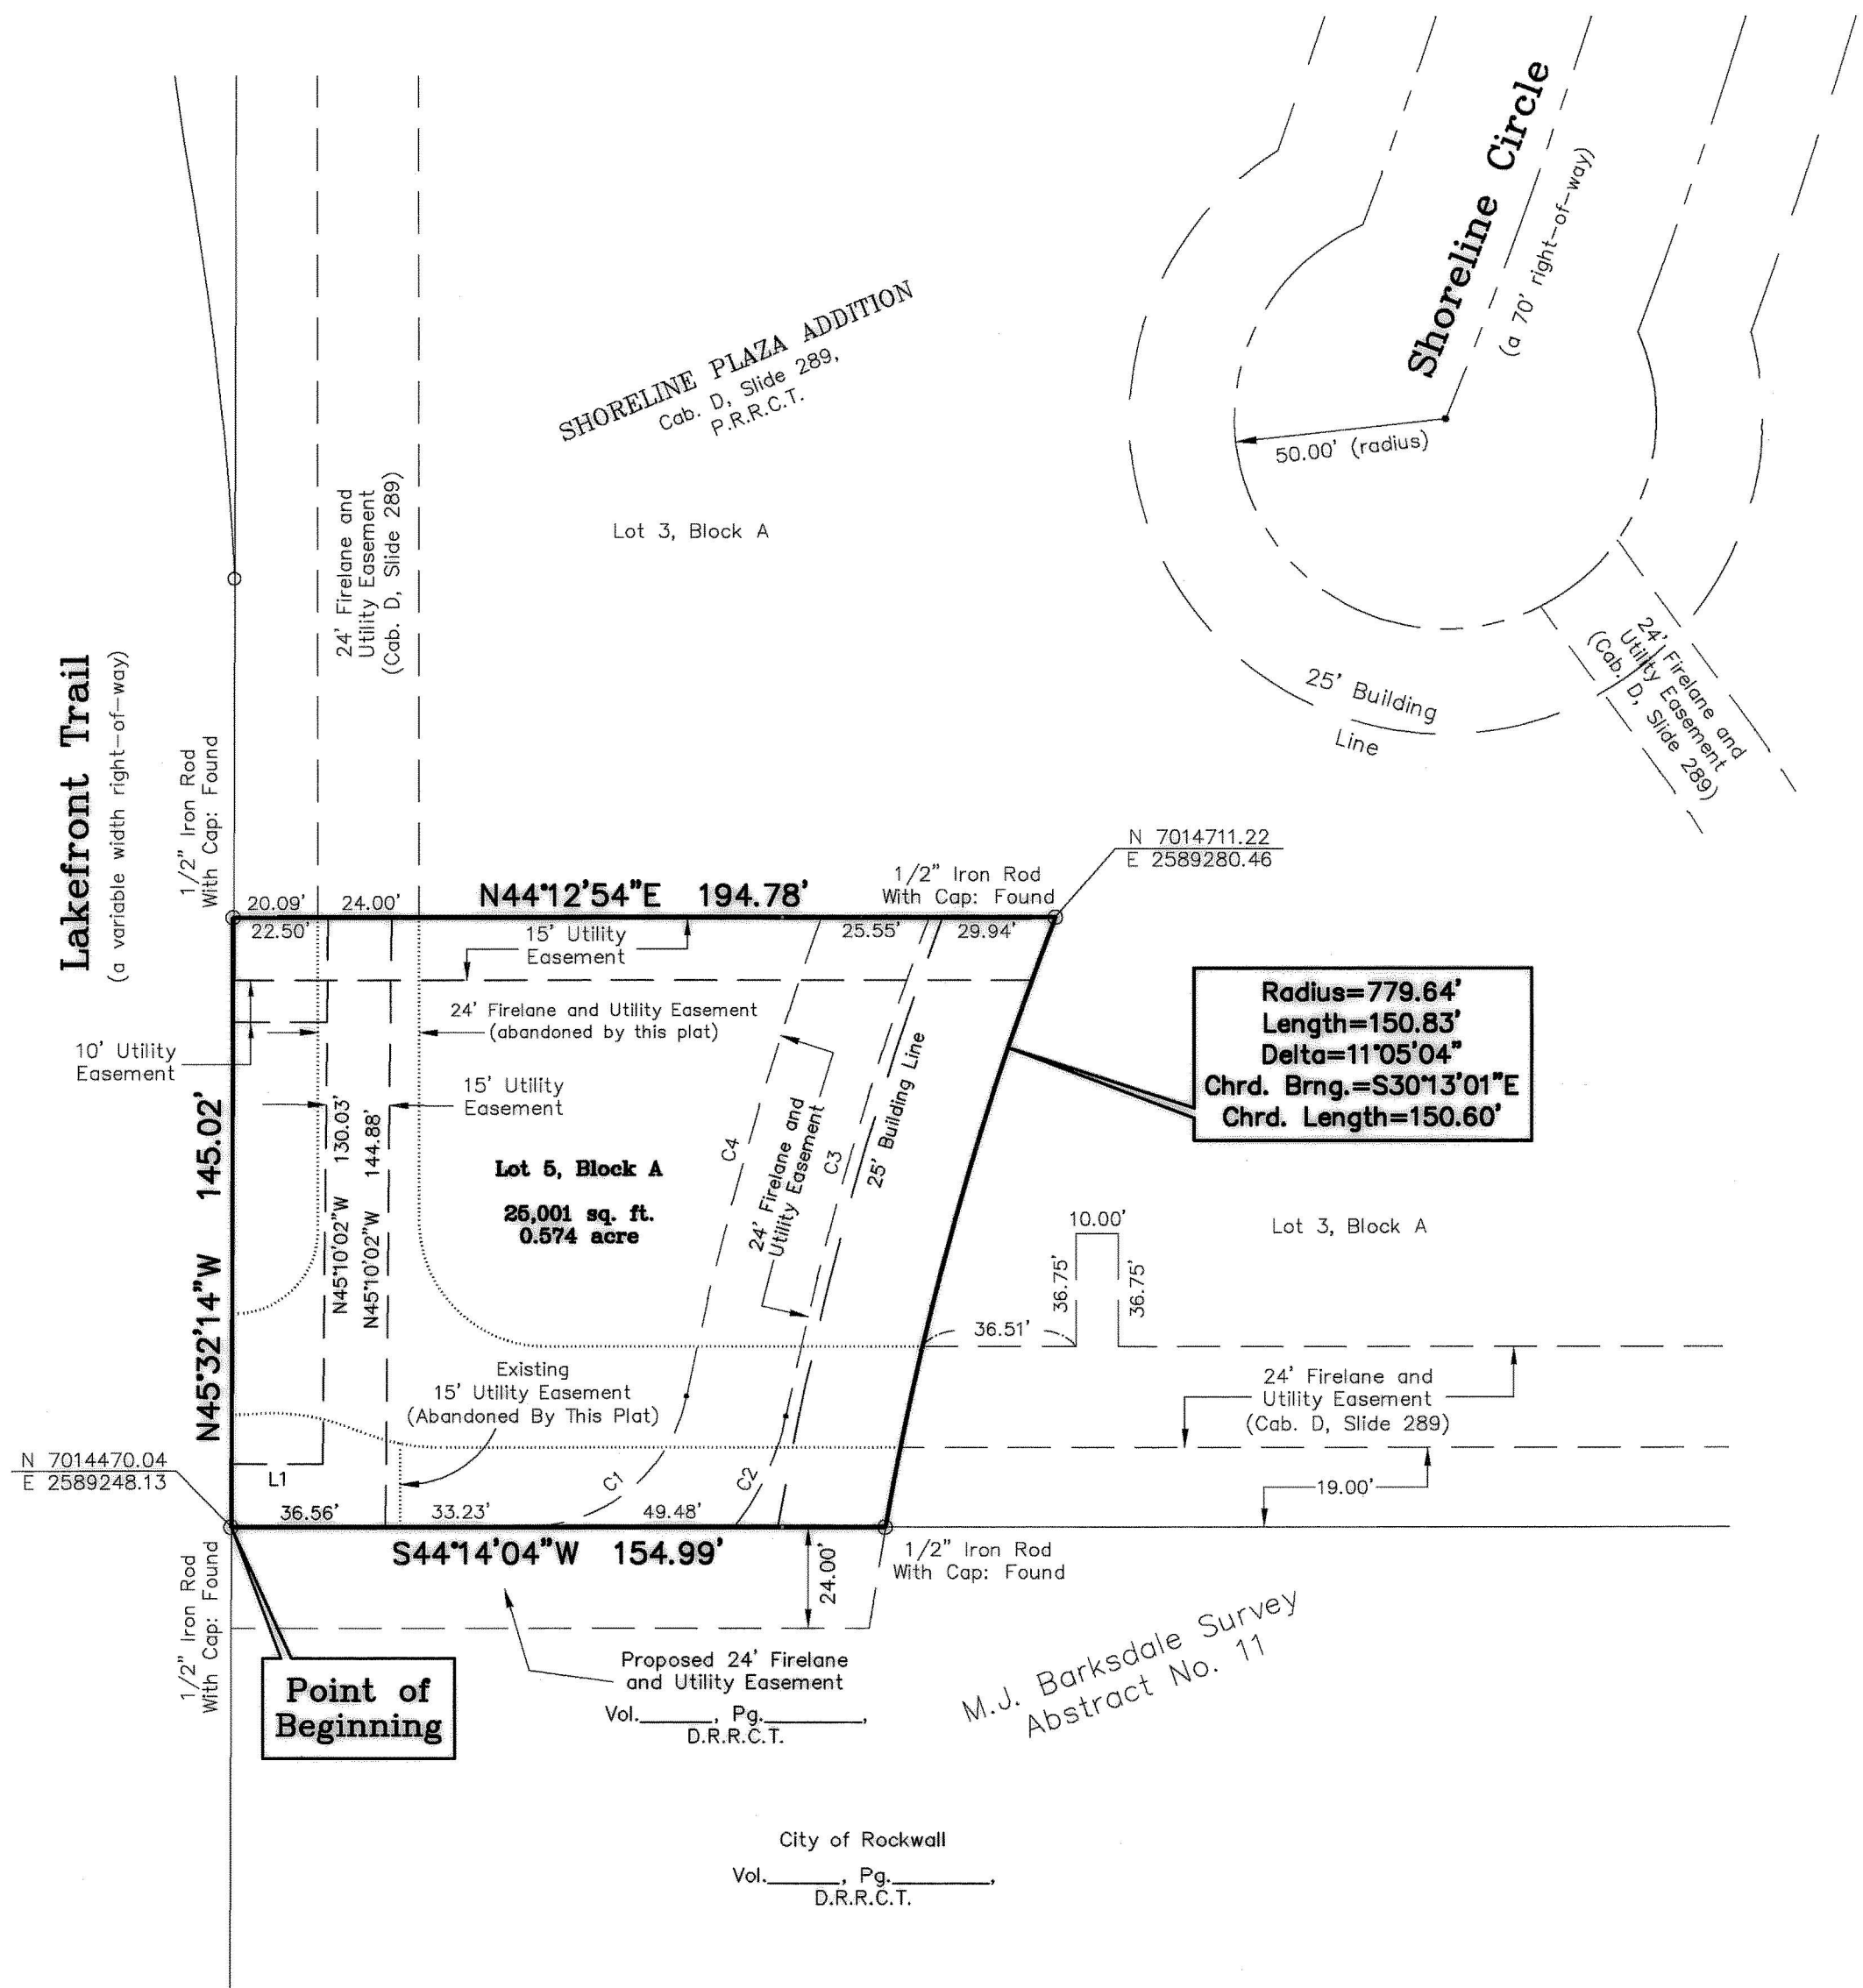 Shoreline Circle
(a 70' right-of-way)
50.00' (radius)
25' Building
Line
24' Firelane and
Utility Easement
(Cab. D, Slide 289)
SHORELINE PLAZA ADDITION
Cab. D, Slide 289,
P.R.R.C.T.
Lot 3, Block A
24' Firelane and
Utility Easement
(Cab. D, Slide 289)
Lakefront Trail
(a variable width right-of-way)
1/2" Iron Rod
With Cap: Found
N 7014711.22
E 2589280.46
1/2" Iron Rod
With Cap: Found
20.09'
24.00'
N44°12'54"E 194.78'
22.50'
15' Utility
Easement
25.55'
29.94'
24' Firelane and Utility Easement
(abandoned by this plat)
10' Utility
Easement
15' Utility
Easement
Radius=779.64'
Length=150.83'
Delta=11°05'04"
Chrd. Brng.=S30°13'01"E
Chrd. Length=150.60'
N45°32'14"W 145.02'
N45°10'02"W 130.03'
N45°10'02"W 144.88'
Lot 5, Block A
25,001 sq. ft.
0.574 acre
C4
24' Firelane and
Utility Easement
C3
25' Building Line
10.00'
36.75'
36.75'
Lot 3, Block A
36.51'
Existing
15' Utility Easement
(Abandoned By This Plat)
24' Firelane and
Utility Easement
(Cab. D, Slide 289)
19.00'
N 7014470.04
E 2589248.13
L1
C1
C2
36.56'
33.23'
49.48'
S44°14'04"W 154.99'
24.00'
1/2" Iron Rod
With Cap: Found
1/2" Iron Rod
With Cap: Found
Point of
Beginning
Proposed 24' Firelane
and Utility Easement
Vol.______, Pg.________,
D.R.R.C.T.
M.J. Barksdale Survey
Abstract No. 11
City of Rockwall
Vol.______, Pg.________,
D.R.R.C.T.